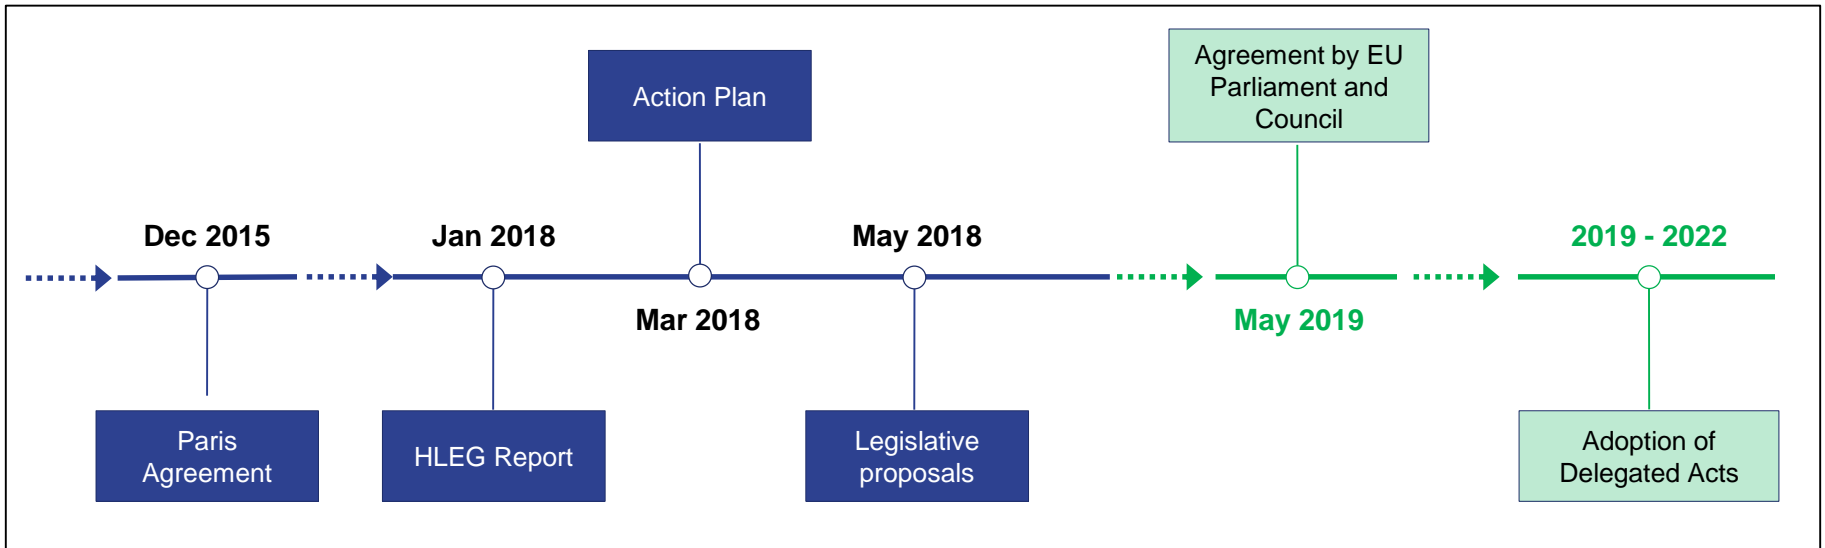 Action Plan
Agreement by EU
Parliament and
Council
Dec 2015
Jan 2018
May 2018
2019 - 2022
Mar 2018
May 2019
Paris
Agreement
HLEG Report
Legislative
proposals
Adoption of
Delegated Acts